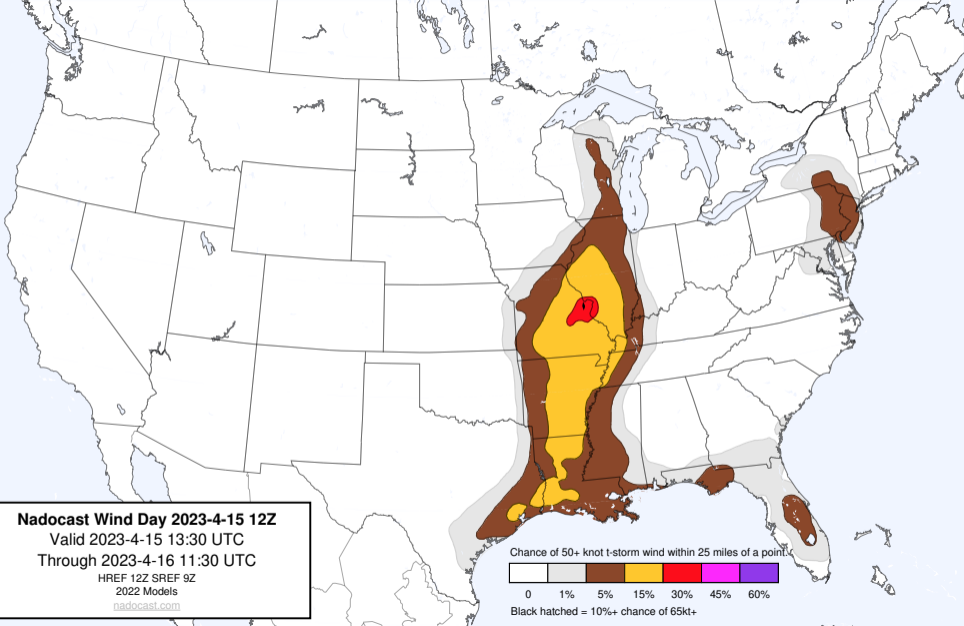 Nadocast Wind Day 2023-4-15 12Z
Valid 2023-4-15 13:30 UTC
Through 2023-4-16 11:30 UTC
HREF 12Z SREF 9Z
2022 Models
nadocast.com
Chance of 50+ knot t-storm wind within 25 miles of a point.
0 1% 5% 15% 30% 45% 60%
Black hatched = 10%+ chance of 65kt+